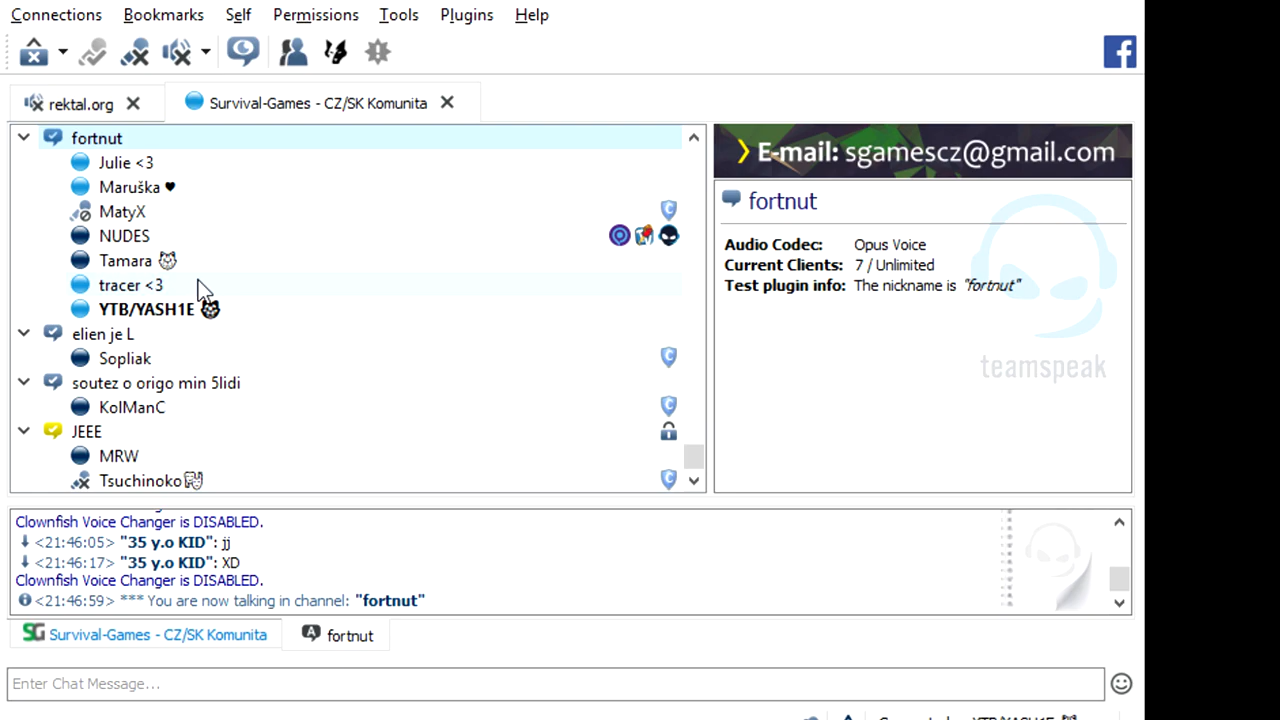 Connections Bookmarks Self Permissions Tools Plugins Help
rektal.org Survival-Games - CZ/SK Komunita
fortnut
Julie <3
Maruška ♥
MatyX
NUDES
Tamara
tracer <3
YTB/YASH1E
elien je L
Sopliak
soutez o origo min 5lidi
KolManC
JEEE
MRW
Tsuchinoko
E-mail: sgamescz@gmail.com
fortnut
Audio Codec: Opus Voice
Current Clients: 7 / Unlimited
Test plugin info: The nickname is "fortnut"
teamspeak
Clownfish Voice Changer is DISABLED.
<21:46:05> "35 y.o KID": jj
<21:46:17> "35 y.o KID": XD
Clownfish Voice Changer is DISABLED.
<21:46:59> *** You are now talking in channel: "fortnut"
SG Survival-Games - CZ/SK Komunita fortnut
Enter Chat Message...